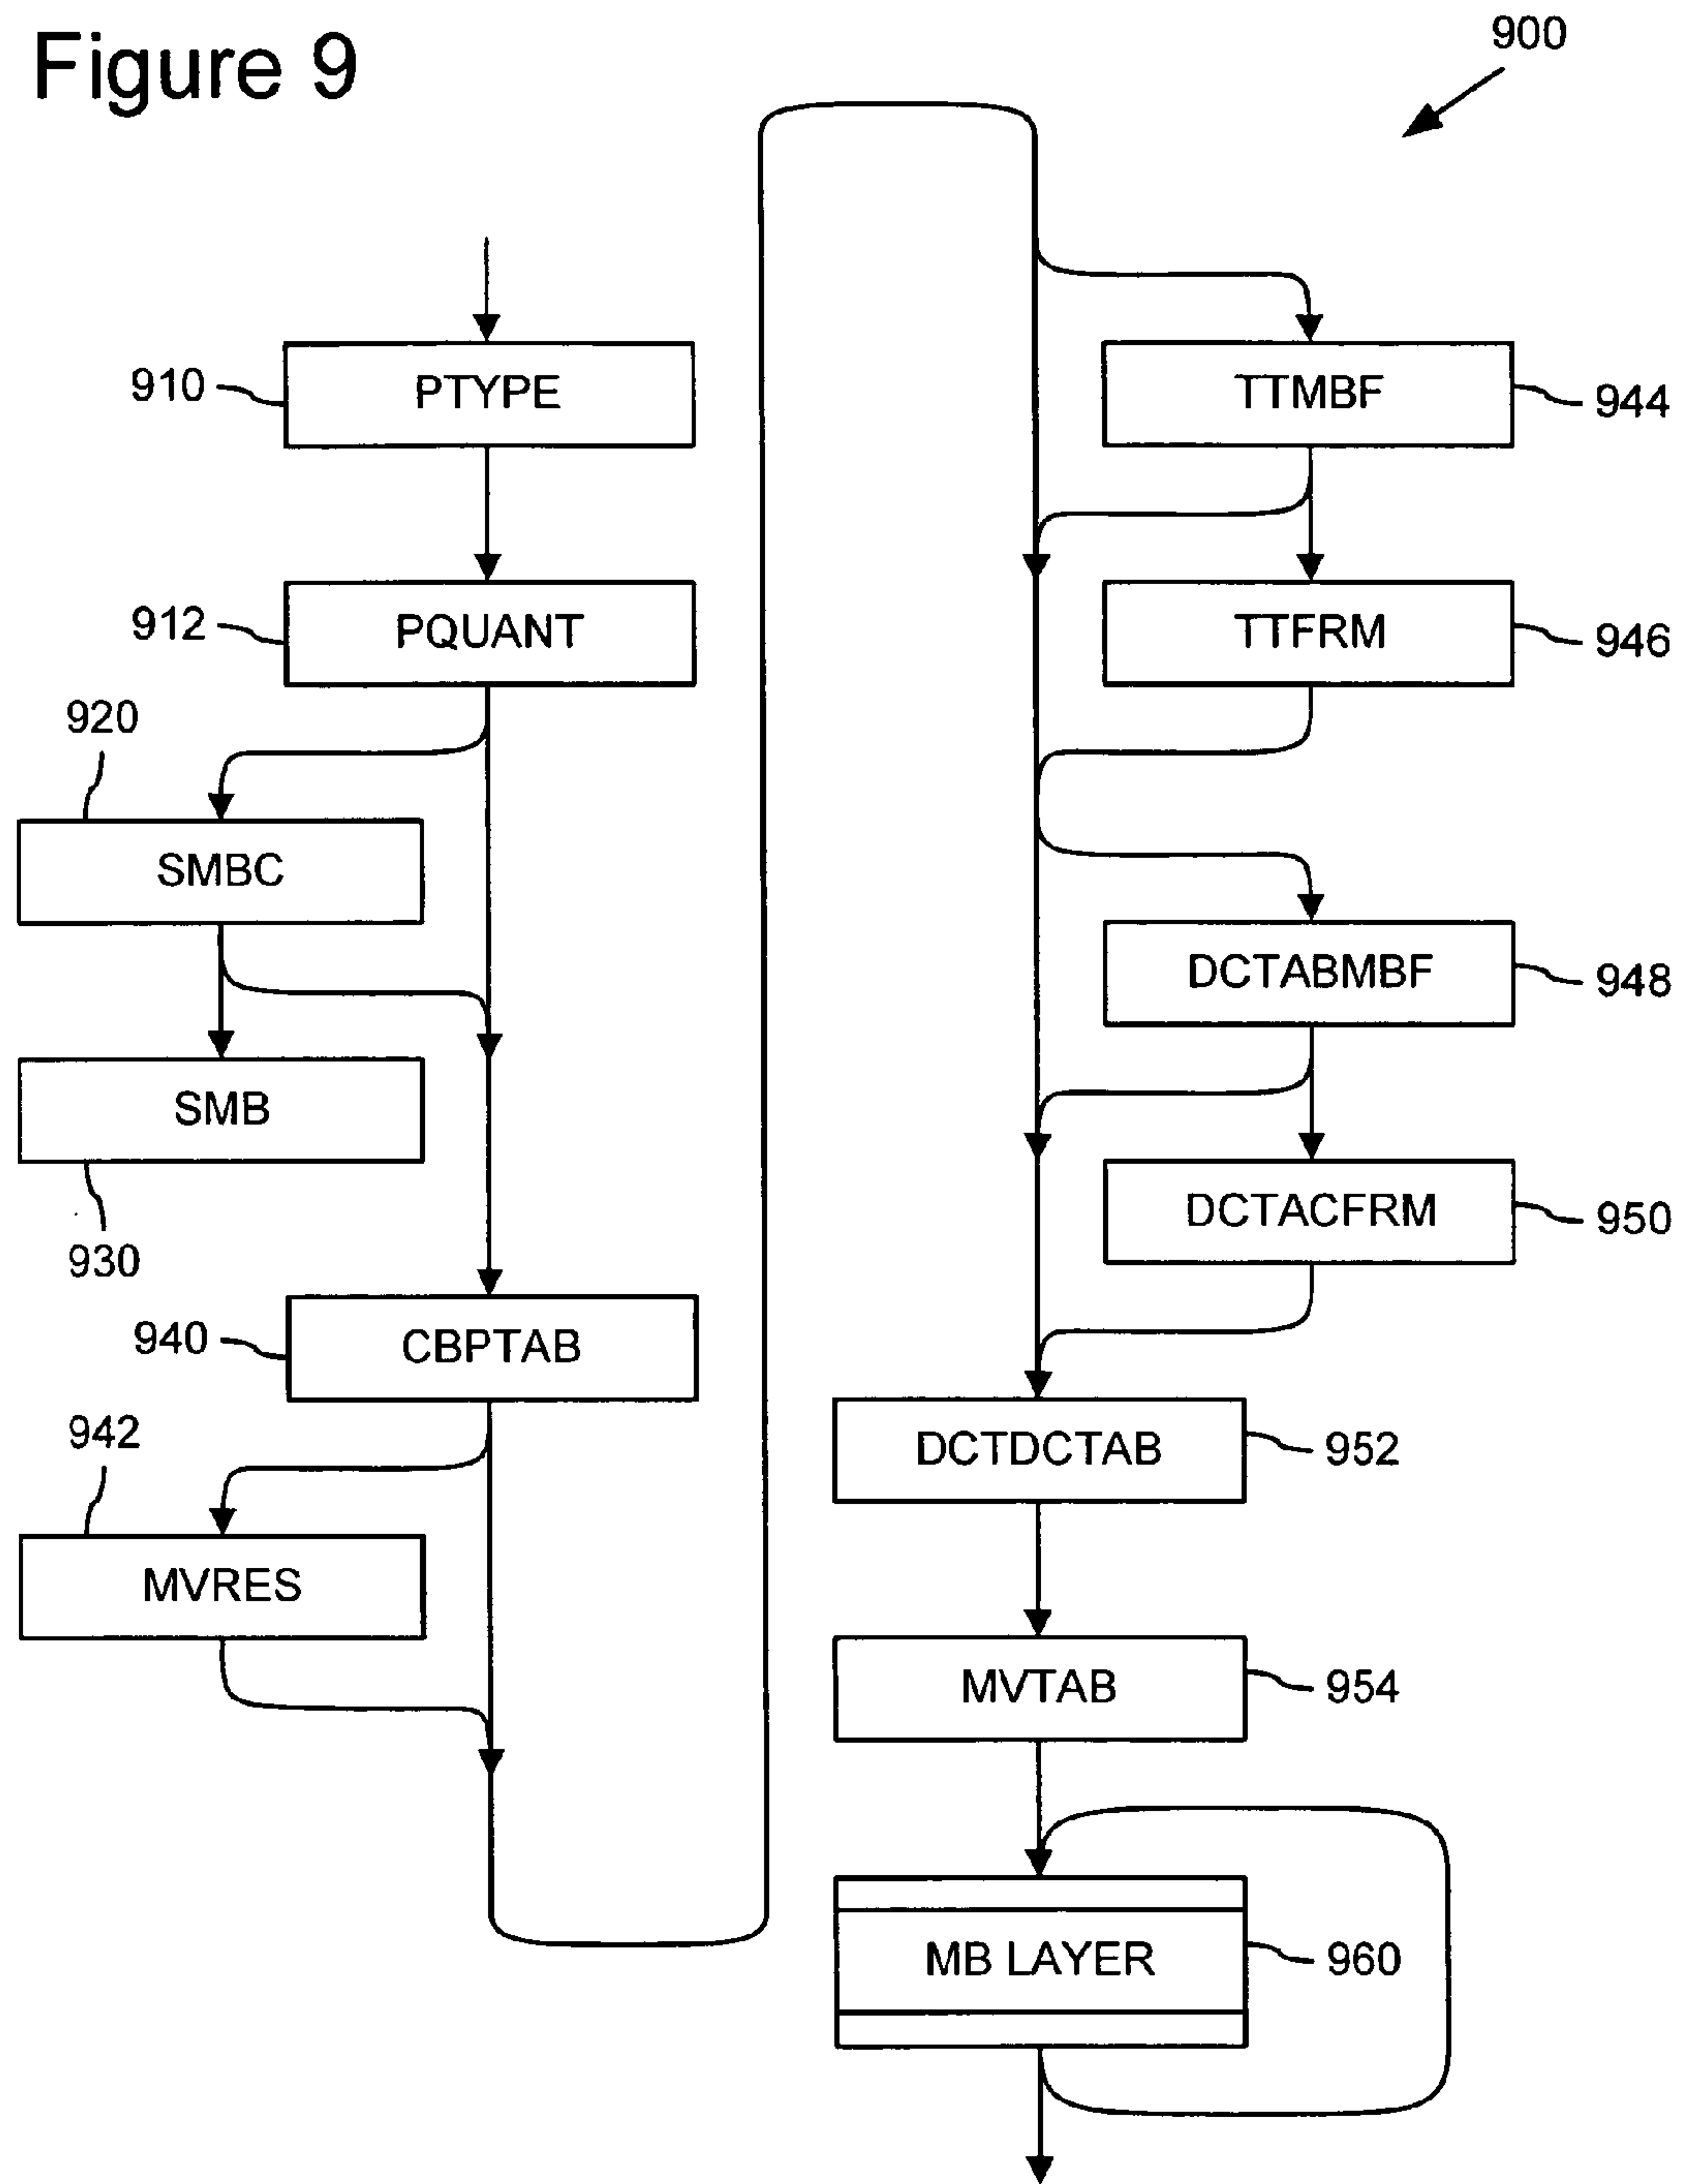 Figure 9
900
910
PTYPE
912
PQUANT
920
SMBC
SMB
930
940
CBPTAB
942
MVRES
TTMBF
944
TTFRM
946
DCTABMBF
948
DCTACFRM
950
DCTDCTAB
952
MVTAB
954
MB LAYER
960